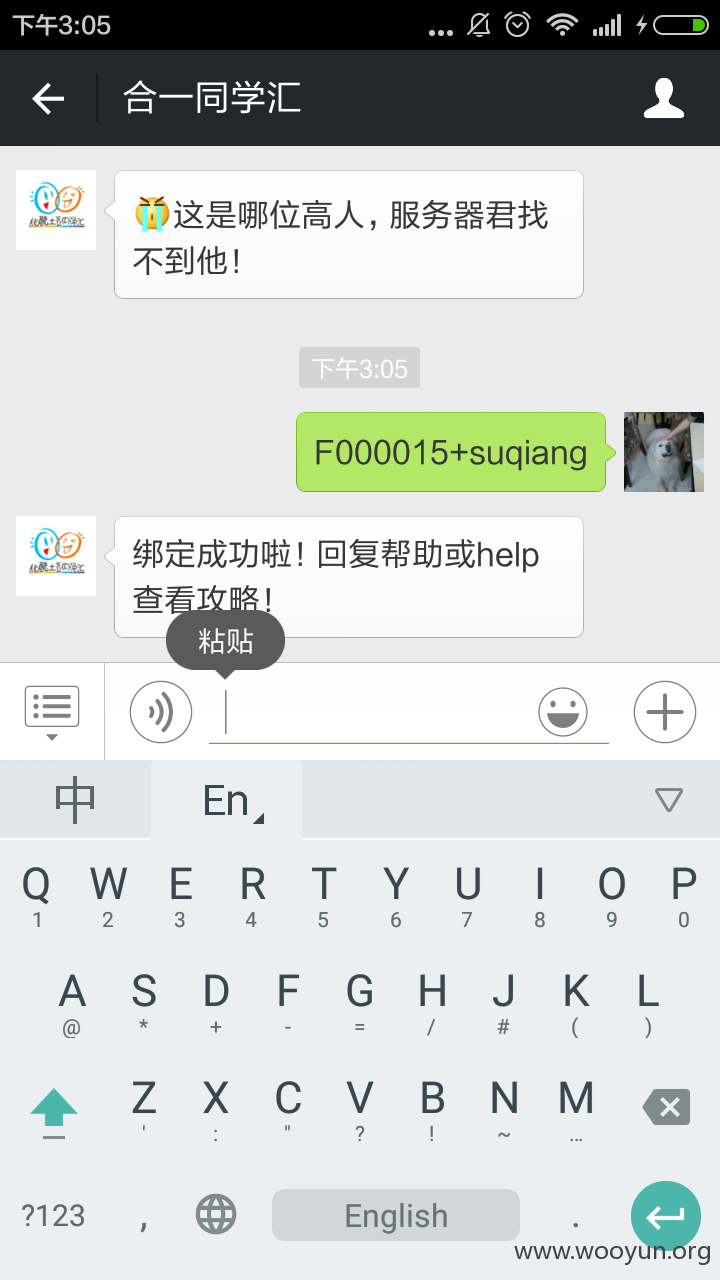 下午3:05
合一同学汇
这是哪位高人，服务器君找
不到他！
下午3:05
F000015+suqiang
绑定成功啦！回复帮助或help
查看攻略！
粘贴
中 En
Q W E R T Y U I O P
1 2 3 4 5 6 7 8 9 0
A S D F G H J K L
@ * + - = / # ( )
Z X C V B N M
' : " ? ! ~ ...
?123 , English .
www.wooyun.org